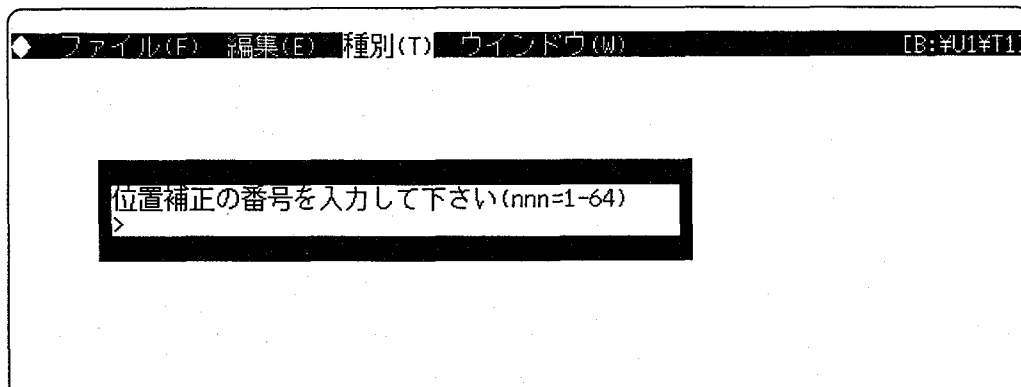 ◆ ファイル(F) 編集(E) 種別(T) ウインドウ(W) [B:¥U1¥T1]
位置補正の番号を入力して下さい(nnn=1-64)
>